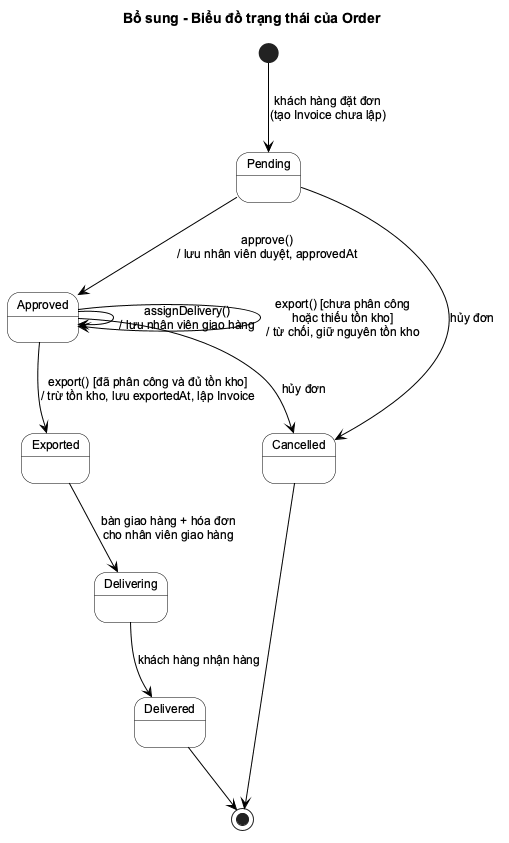 Bổ sung - Biểu đồ trạng thái của Order
khách hàng đặt đơn
(tạo Invoice chưa lập)
Pending
approve()
/ lưu nhân viên duyệt, approvedAt
Approved
assignDelivery()
/ lưu nhân viên giao hàng
export() [chưa phân công
hoặc thiếu tồn kho]
/ từ chối, giữ nguyên tồn kho
hủy đơn
export() [đã phân công và đủ tồn kho]
/ trừ tồn kho, lưu exportedAt, lập Invoice
hủy đơn
Exported
Cancelled
bàn giao hàng + hóa đơn
cho nhân viên giao hàng
Delivering
khách hàng nhận hàng
Delivered